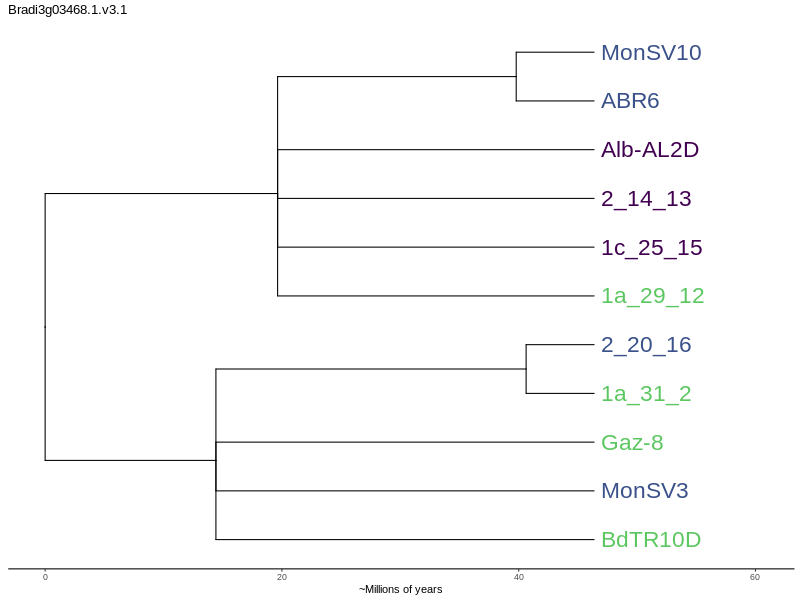 Bradi3g03468.1.v3.1
MonSV10
ABR6
Alb-AL2D
2_14_13
1c_25_15
1a_29_12
2_20_16
1a_31_2
Gaz-8
MonSV3
BdTR10D
0 20 40 60
~Millions of years